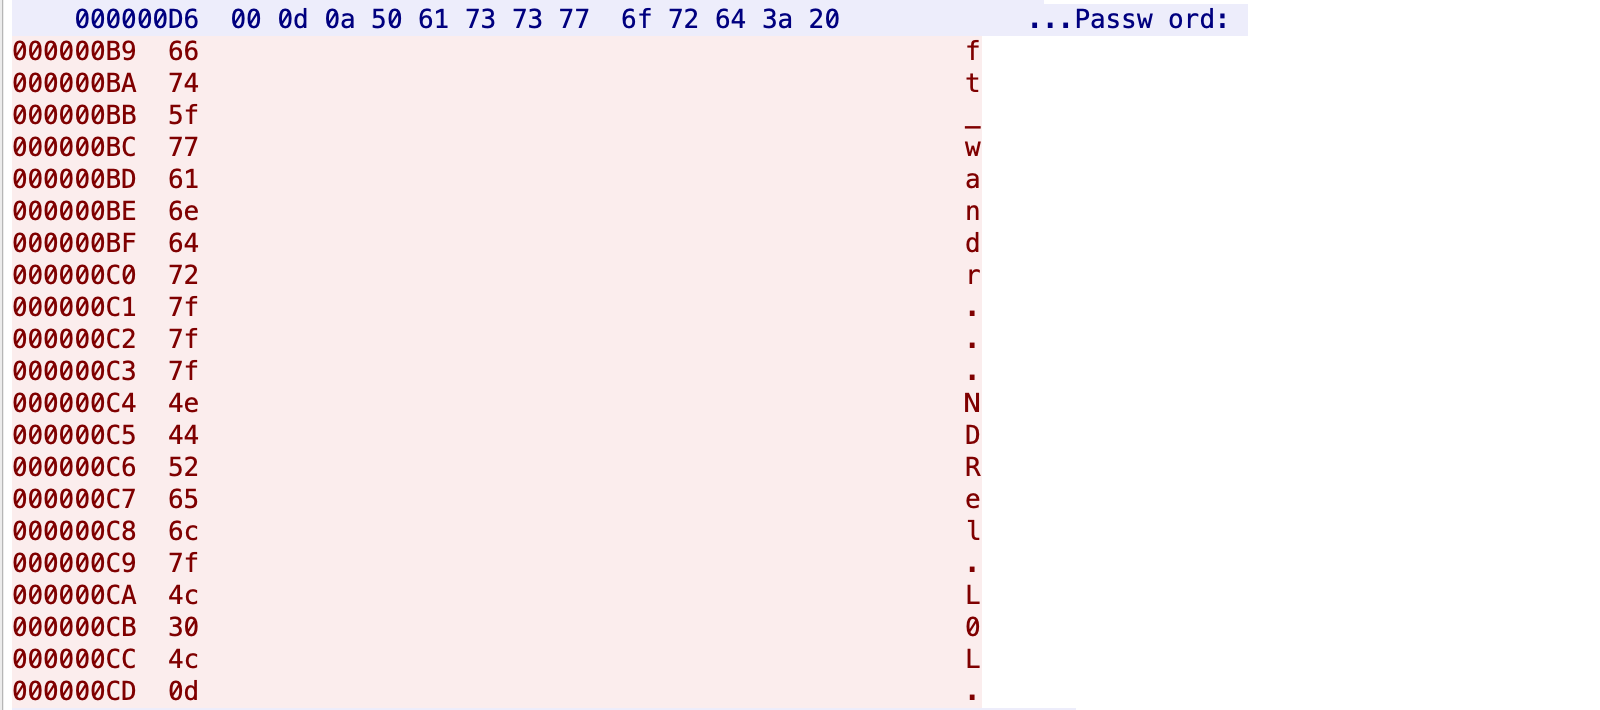 000000D6  00 0d 0a 50 61 73 73 77  6f 72 64 3a 20  ...Passw ord:
000000B9  66  f
000000BA  74  t
000000BB  5f  _
000000BC  77  w
000000BD  61  a
000000BE  6e  n
000000BF  64  d
000000C0  72  r
000000C1  7f  .
000000C2  7f  .
000000C3  7f  .
000000C4  4e  N
000000C5  44  D
000000C6  52  R
000000C7  65  e
000000C8  6c  l
000000C9  7f  .
000000CA  4c  L
000000CB  30  0
000000CC  4c  L
000000CD  0d  .